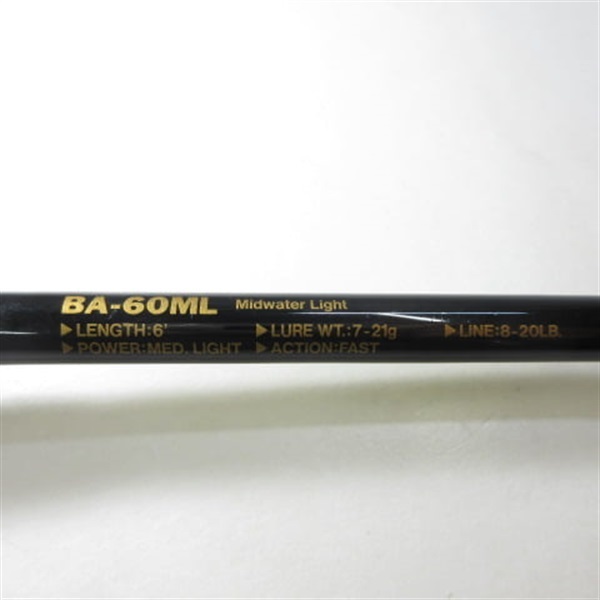 BA-60ML Midwater Light
▶LENGTH:6' ▶LURE WT.:7-21g ▶LINE:8-20LB.
▶POWER:MED. LIGHT ▶ACTION:FAST